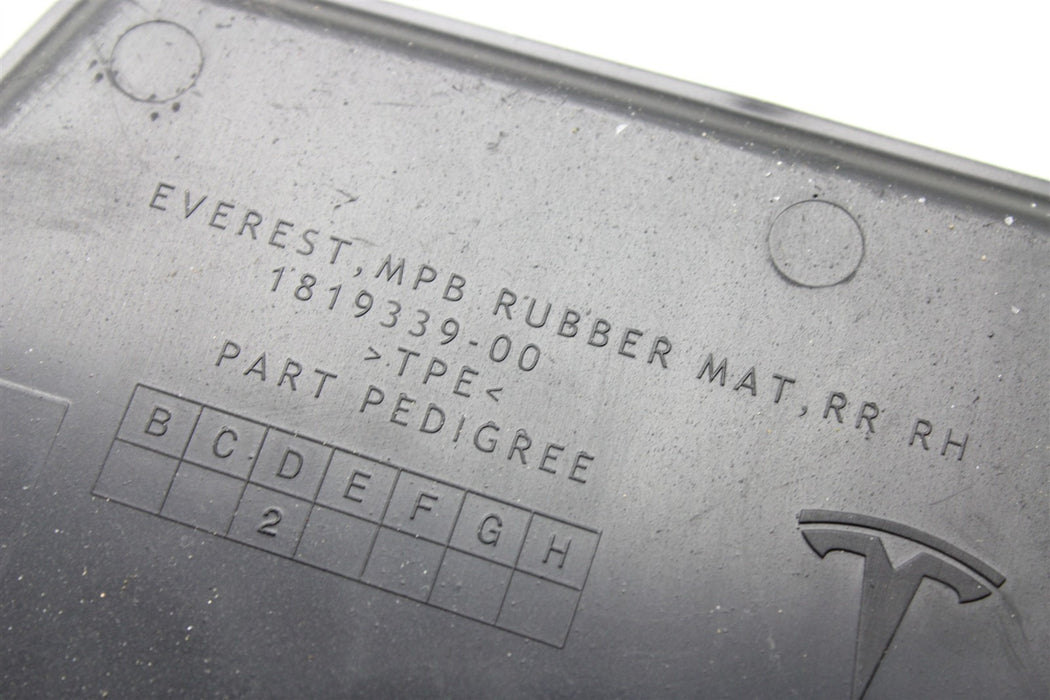 EVEREST, MPB RUBBER MAT, RR RH
1819339-00
>TPE<
PART PEDIGREE
B C D E F G H
2